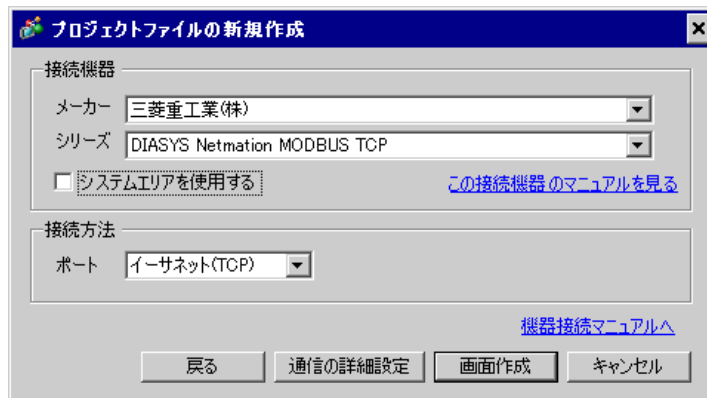 プロジェクトファイルの新規作成
接続機器
メーカー 三菱重工業(株)
シリーズ DIASYS Netmation MODBUS TCP
システムエリアを使用する この接続機器のマニュアルを見る
接続方法
ポート イーサネット(TCP)
機器接続マニュアルへ
戻る 通信の詳細設定 画面作成 キャンセル